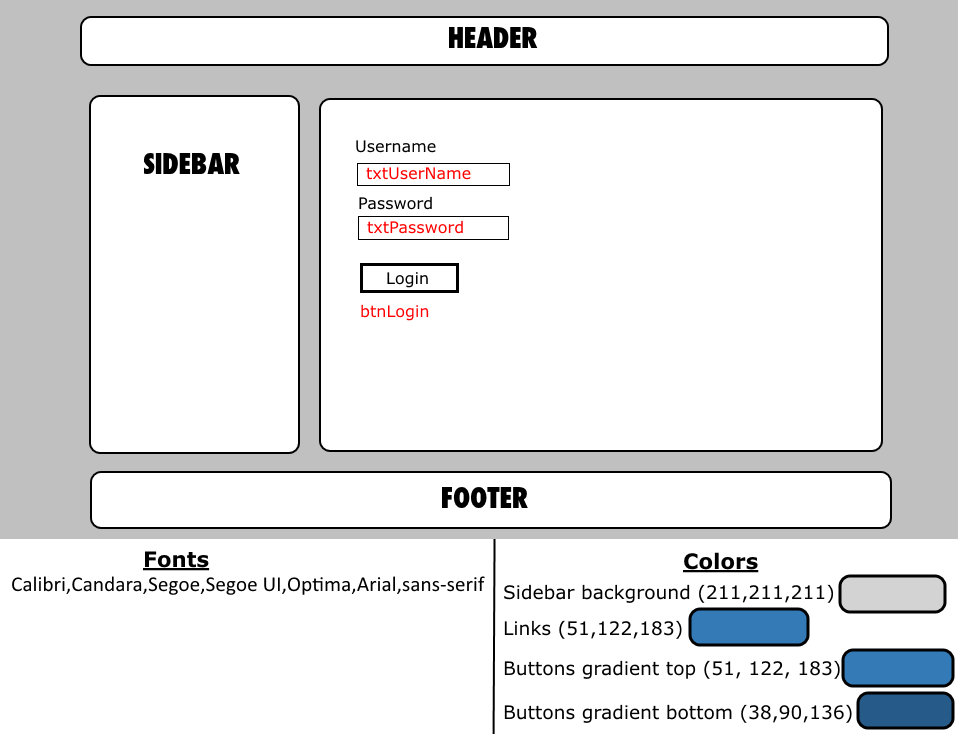 HEADER
SIDEBAR
Username
txtUserName
Password
txtPassword
Login
btnLogin
FOOTER
Fonts
Calibri,Candara,Segoe,Segoe UI,Optima,Arial,sans-serif
Colors
Sidebar background (211,211,211)
Links (51,122,183)
Buttons gradient top (51, 122, 183)
Buttons gradient bottom (38,90,136)